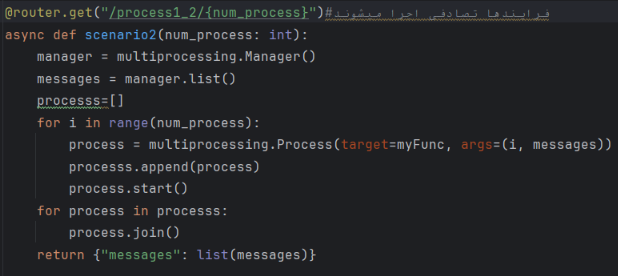 @router.get("/process1_2/{num_process}")#فرایندها تصادفی اجرا میشوند
async def scenario2(num_process: int):
    manager = multiprocessing.Manager()
    messages = manager.list()
    processs=[]
    for i in range(num_process):
        process = multiprocessing.Process(target=myFunc, args=(i, messages))
        processs.append(process)
        process.start()
    for process in processs:
        process.join()
    return {"messages": list(messages)}